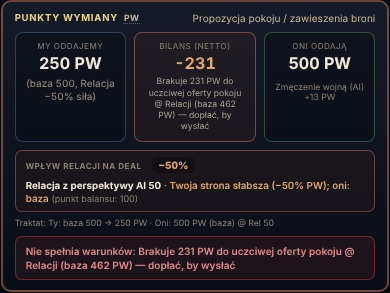 PUNKTY WYMIANY PW
Propozycja pokoju / zawieszenia broni
MY ODDAJEMY
250 PW
(baza 500, Relacja
−50% siła)
BILANS (NETTO)
-231
Brakuje 231 PW do
uczciwej oferty pokoju
@ Relacji (baza 462
PW) — dopłać, by
wysłać
ONI ODDAJĄ
500 PW
Zmęczenie wojną (AI)
+13 PW
WPŁYW RELACJI NA DEAL −50%
Relacja z perspektywy AI 50 · Twoja strona słabsza (−50% PW); oni:
baza (punkt balansu: 100)
Traktat: Ty: baza 500 → 250 PW · Oni: 500 PW (baza) @ Rel 50
Nie spełnia warunków: Brakuje 231 PW do uczciwej oferty pokoju @
Relacji (baza 462 PW) — dopłać, by wysłać